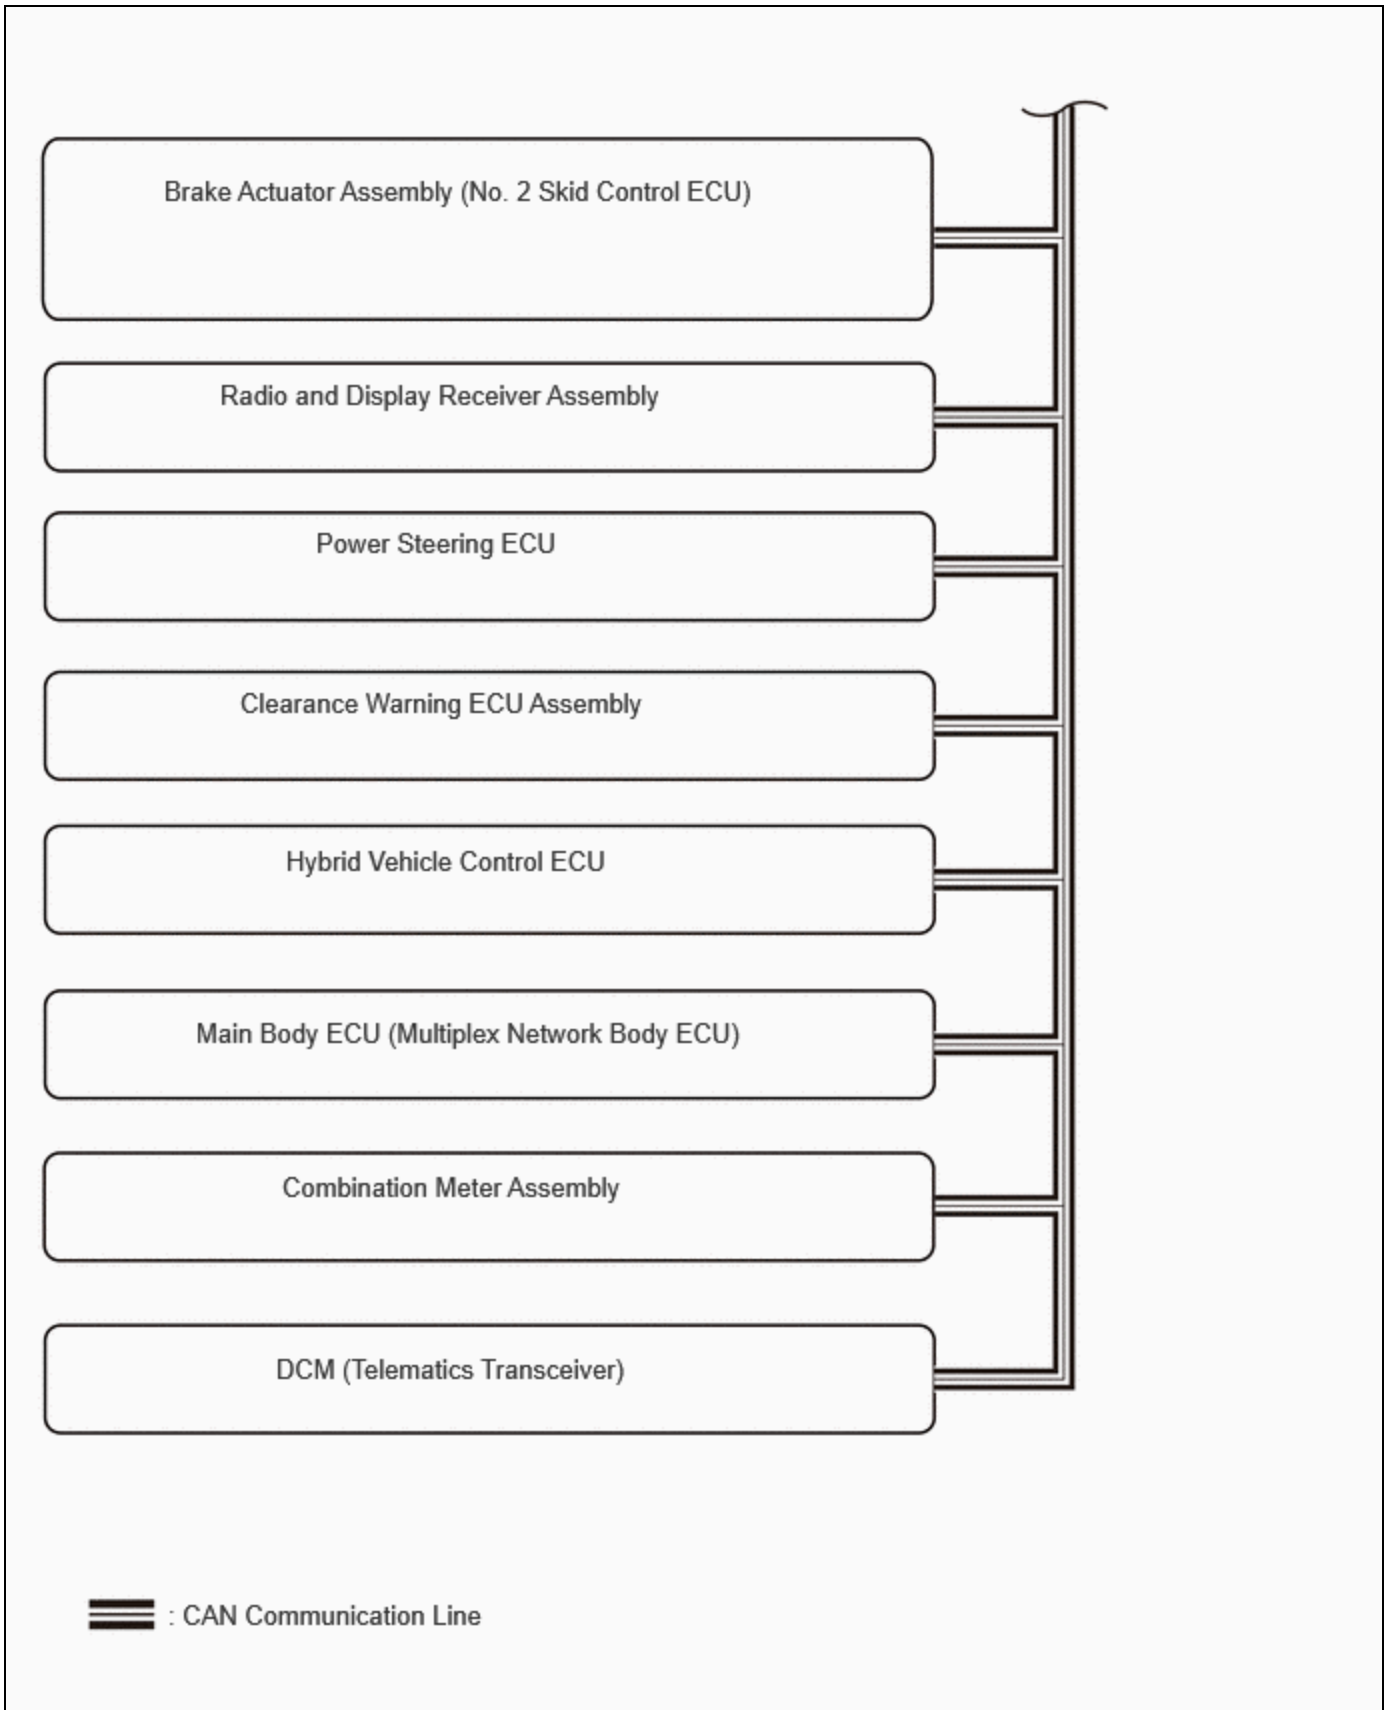 Brake Actuator Assembly (No. 2 Skid Control ECU)
Radio and Display Receiver Assembly
Power Steering ECU
Clearance Warning ECU Assembly
Hybrid Vehicle Control ECU
Main Body ECU (Multiplex Network Body ECU)
Combination Meter Assembly
DCM (Telematics Transceiver)
: CAN Communication Line